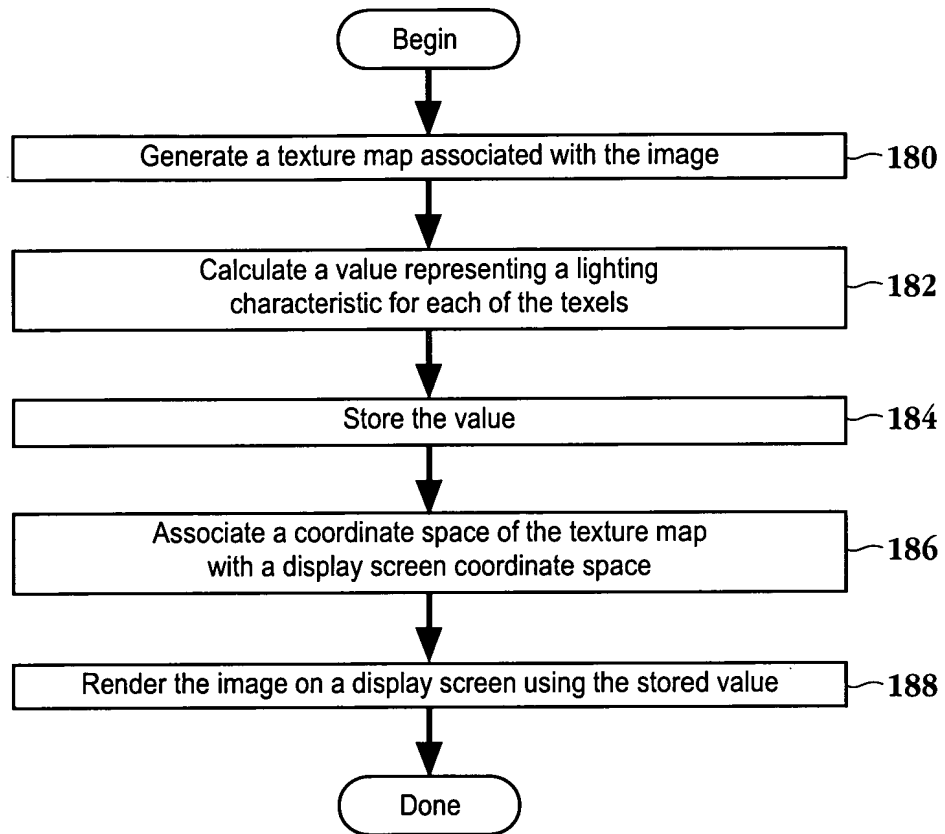 Begin
Generate a texture map associated with the image
180
Calculate a value representing a lighting
characteristic for each of the texels
182
Store the value
184
Associate a coordinate space of the texture map
with a display screen coordinate space
186
Render the image on a display screen using the stored value
188
Done